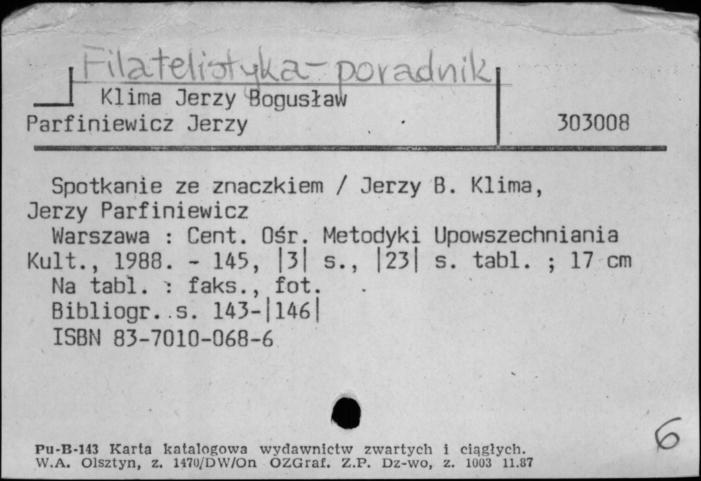 Filatelistyka - poradnik
Klima Jerzy Bogusław
Parfiniewicz Jerzy 303008
Spotkanie ze znaczkiem / Jerzy B. Klima,
Jerzy Parfiniewicz
Warszawa : Cent. Ośr. Metodyki Upowszechniania
Kult., 1988. - 145, |3| s., |23| s. tabl. ; 17 cm
Na tabl. : faks., fot.
Bibliogr. s. 143-|146|
ISBN 83-7010-068-6
6
Pu-B-143 Karta katalogowa wydawnictw zwartych i ciągłych.
W.A. Olsztyn, z. 1470/DW/On OZGraf. Z.P. Dz-wo, z. 1003 11.87